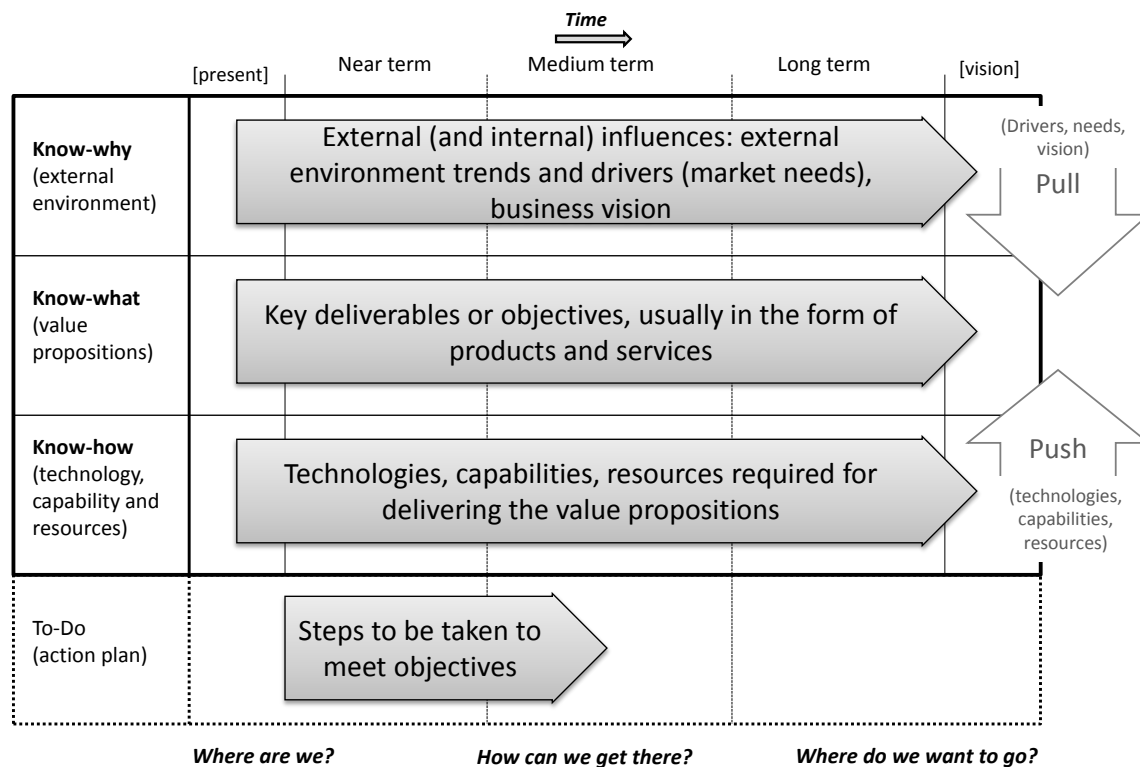 Time
[present]
Near term
Medium term
Long term
[vision]
Know-why
(external
environment)
External (and internal) influences: external
environment trends and drivers (market needs),
business vision
(Drivers, needs,
vision)
Pull
Know-what
(value
propositions)
Key deliverables or objectives, usually in the form of
products and services
Know-how
(technology,
capability and
resources)
Technologies, capabilities, resources required for
delivering the value propositions
Push
(technologies,
capabilities,
resources)
To-Do
(action plan)
Steps to be taken to
meet objectives
Where are we?
How can we get there?
Where do we want to go?